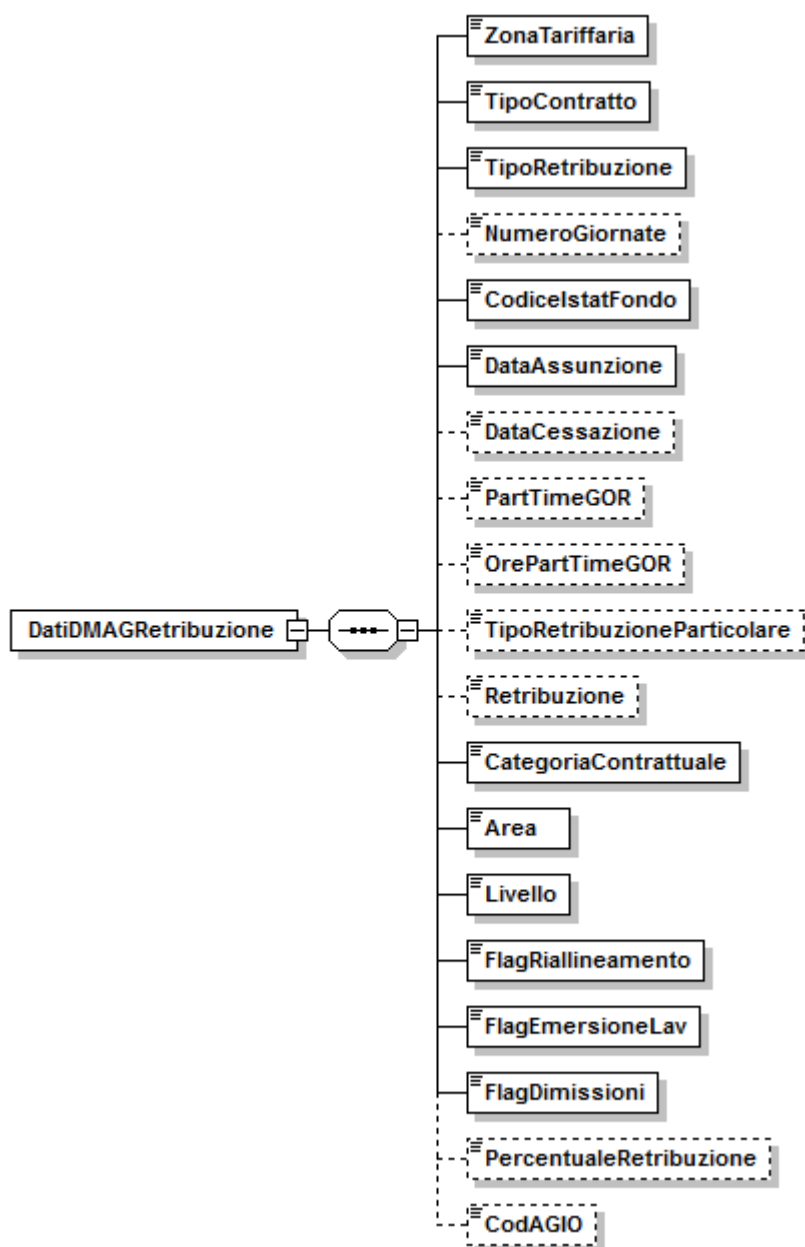 ZonaTariffaria
TipoContratto
TipoRetribuzione
NumeroGiornate
CodiceIstatFondo
DataAssunzione
DataCessazione
PartTimeGOR
OrePartTimeGOR
DatiDMAGRetribuzione
TipoRetribuzioneParticolare
Retribuzione
CategoriaContrattuale
Area
Livello
FlagRiallineamento
FlagEmersioneLav
FlagDimissioni
PercentualeRetribuzione
CodAGIO